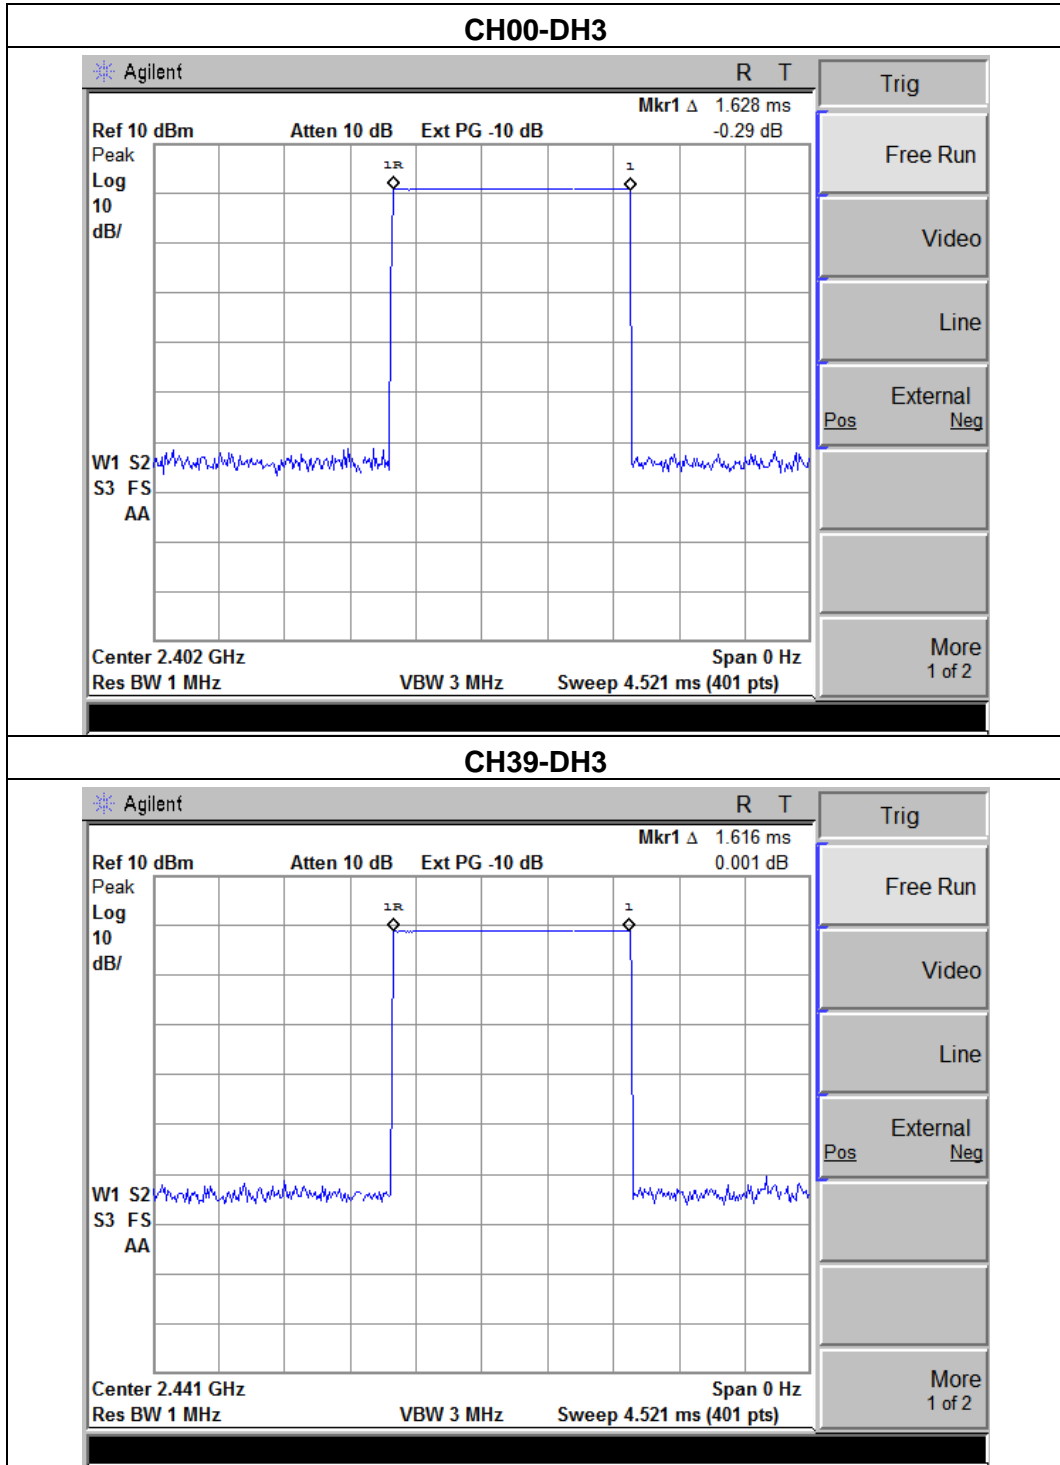 CH00-DH3
Agilent R T
Trig
Mkr1 Δ 1.628 ms
Ref 10 dBm Atten 10 dB Ext PG -10 dB -0.29 dB
Peak
Log
10
dB/
1R 1
W1 S2
S3 FS
AA
Center 2.402 GHz Span 0 Hz
Res BW 1 MHz VBW 3 MHz Sweep 4.521 ms (401 pts)
Free Run
Video
Line
External
Pos Neg
More
1 of 2
CH39-DH3
Agilent R T
Trig
Mkr1 Δ 1.616 ms
Ref 10 dBm Atten 10 dB Ext PG -10 dB 0.001 dB
Peak
Log
10
dB/
1R 1
W1 S2
S3 FS
AA
Center 2.441 GHz Span 0 Hz
Res BW 1 MHz VBW 3 MHz Sweep 4.521 ms (401 pts)
Free Run
Video
Line
External
Pos Neg
More
1 of 2